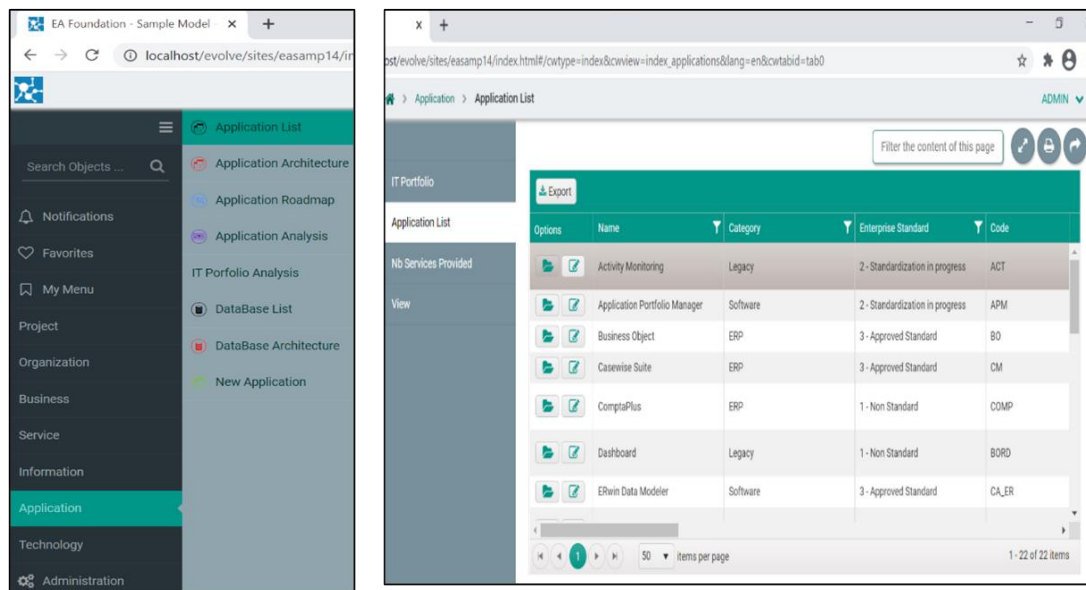 EA Foundation - Sample Model -
localhost/evolve/sites/easamp14/in
Search Objects ...
Notifications
Favorites
My Menu
Project
Organization
Business
Service
Information
Application
Technology
Administration
Application List
Application Architecture
Application Roadmap
Application Analysis
IT Porfolio Analysis
DataBase List
DataBase Architecture
New Application
ost/evolve/sites/easamp14/index.html#/cwtype=index&cwview=index_applications&lang=en&cwtabid=tab0
> Application > Application List
ADMIN
IT Portfolio
Application List
Nb Services Provided
View
Filter the content of this page
Export
Options Name Category Enterprise Standard Code
Activity Monitoring Legacy 2 - Standardization in progress ACT
Application Portfolio Manager Software 2 - Standardization in progress APM
Business Object ERP 3 - Approved Standard BO
Casewise Suite ERP 3 - Approved Standard CM
ComptaPlus ERP 1 - Non Standard COMP
Dashboard Legacy 1 - Non Standard BORD
ERwin Data Modeler Software 3 - Approved Standard CA_ER
1 50 items per page 1 - 22 of 22 items